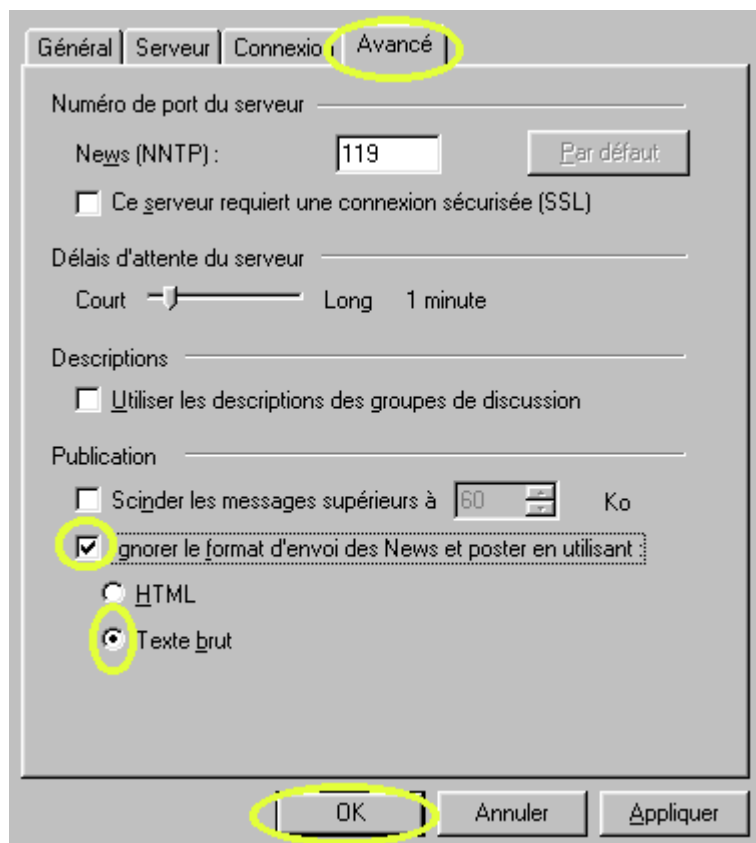 Général Serveur Connexion Avancé
Numéro de port du serveur
News (NNTP) : 119 Par défaut
Ce serveur requiert une connexion sécurisée (SSL)
Délais d'attente du serveur
Court Long 1 minute
Descriptions
Utiliser les descriptions des groupes de discussion
Publication
Scinder les messages supérieurs à 60 Ko
Ignorer le format d'envoi des News et poster en utilisant :
HTML
Texte brut
OK Annuler Appliquer